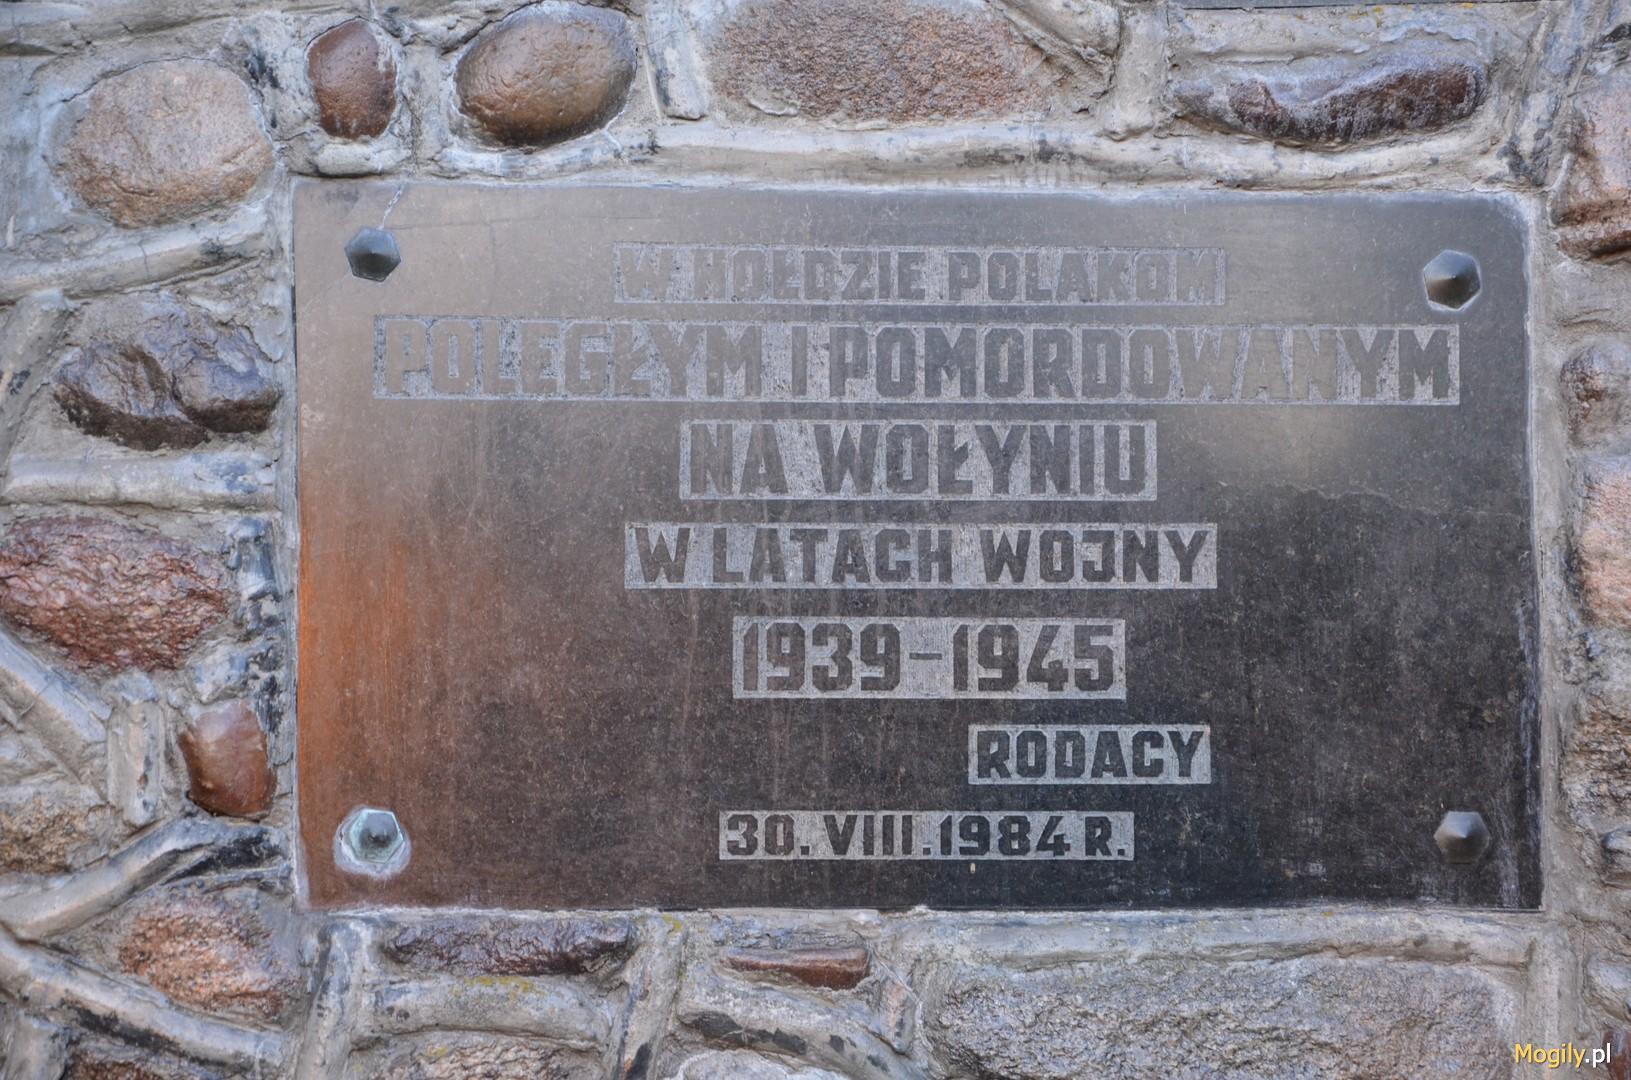 W HOŁDZIE POLAKOM
POLEGŁYM I POMORDOWANYM
NA WOŁYNIU
W LATACH WOJNY
1939-1945
RODACY
30. VIII. 1984 R.
Mogily.pl